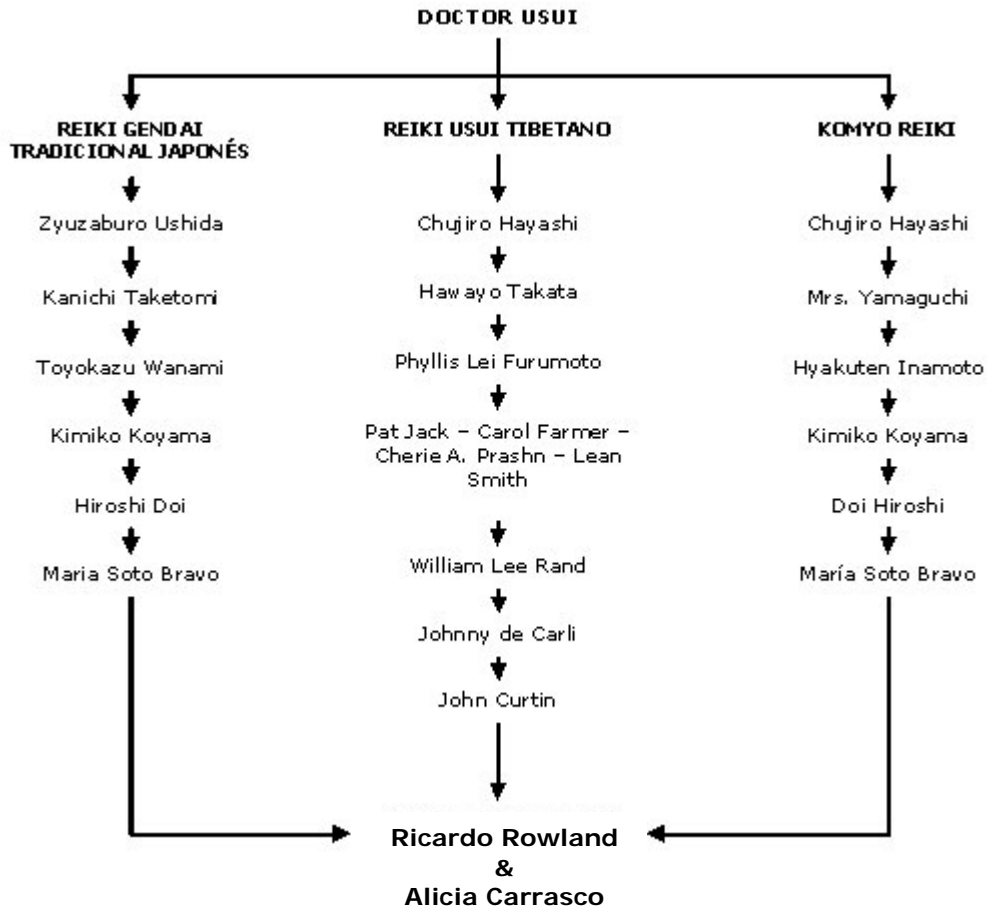 DOCTOR USUI
REIKI GENDAI
TRADICIONAL JAPONÉS
Zyuzaburo Ushida
Kanichi Taketomi
Toyokazu Wanami
Kimiko Koyama
Hiroshi Doi
Maria Soto Bravo
REIKI USUI TIBETANO
Chujiro Hayashi
Hawayo Takata
Phyllis Lei Furumoto
Pat Jack – Carol Farmer –
Cherie A. Prashn – Lean
Smith
William Lee Rand
Johnny de Carli
John Curtin
KOMYO REIKI
Chujiro Hayashi
Mrs. Yamaguchi
Hyakuten Inamoto
Kimiko Koyama
Doi Hiroshi
María Soto Bravo
Ricardo Rowland
&
Alicia Carrasco